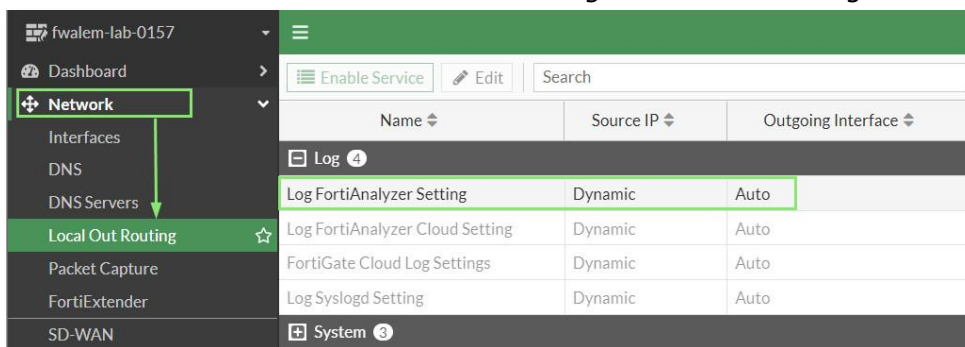 fwalem-lab-0157
Dashboard
Network
Interfaces
DNS
DNS Servers
Local Out Routing
Packet Capture
FortiExtender
SD-WAN
Enable Service Edit Search
Name Source IP Outgoing Interface
Log 4
Log FortiAnalyzer Setting Dynamic Auto
Log FortiAnalyzer Cloud Setting Dynamic Auto
FortiGate Cloud Log Settings Dynamic Auto
Log Syslogd Setting Dynamic Auto
System 3